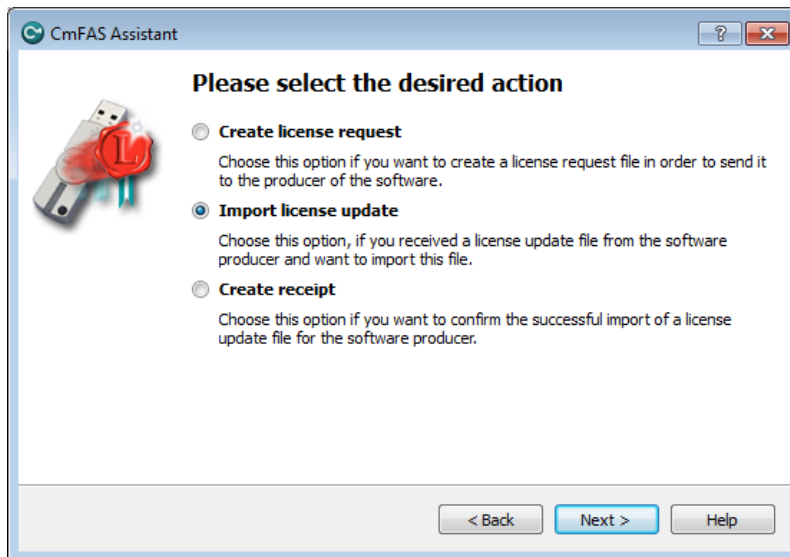 CmFAS Assistant
Please select the desired action
Create license request
Choose this option if you want to create a license request file in order to send it
to the producer of the software.
Import license update
Choose this option, if you received a license update file from the software
producer and want to import this file.
Create receipt
Choose this option if you want to confirm the successful import of a license
update file for the software producer.
< Back
Next >
Help